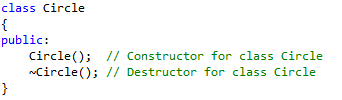 class Circle
{
public:
    Circle();  // Constructor for class Circle
    ~Circle(); // Destructor for class Circle
}